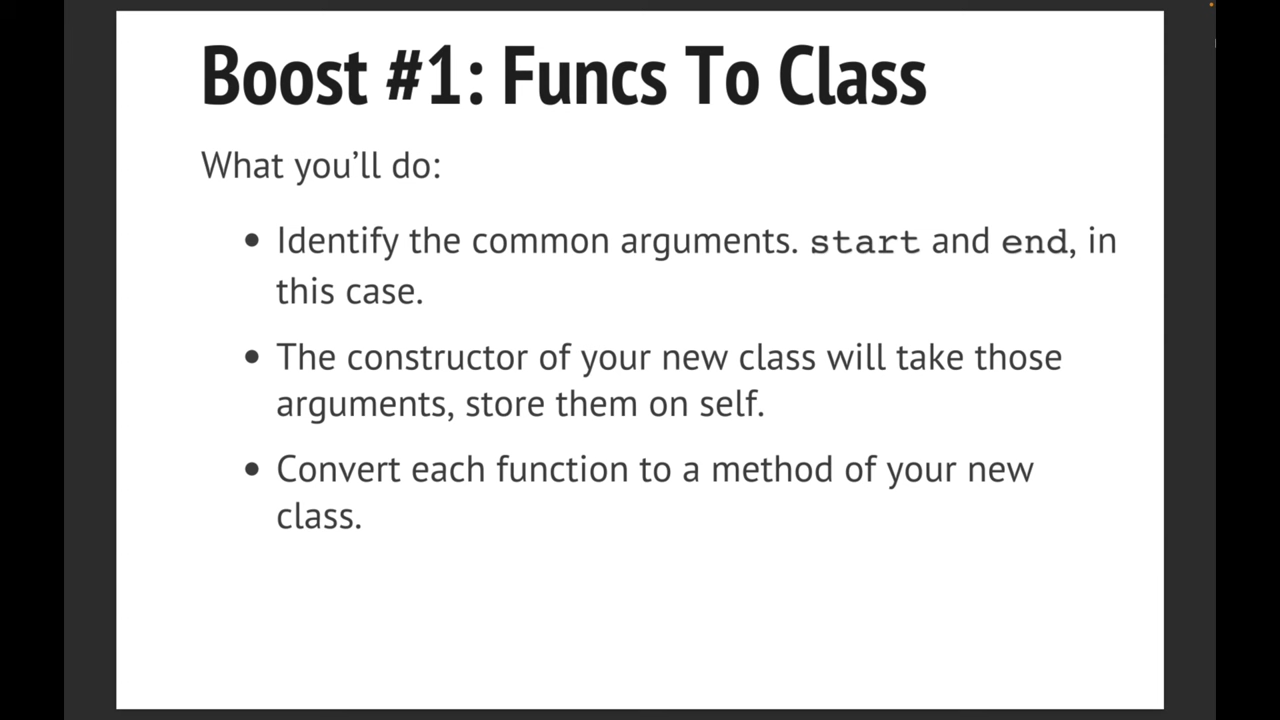 Boost #1: Funcs To Class
What you’ll do:
• Identify the common arguments. start and end, in
this case.
• The constructor of your new class will take those
arguments, store them on self.
• Convert each function to a method of your new
class.